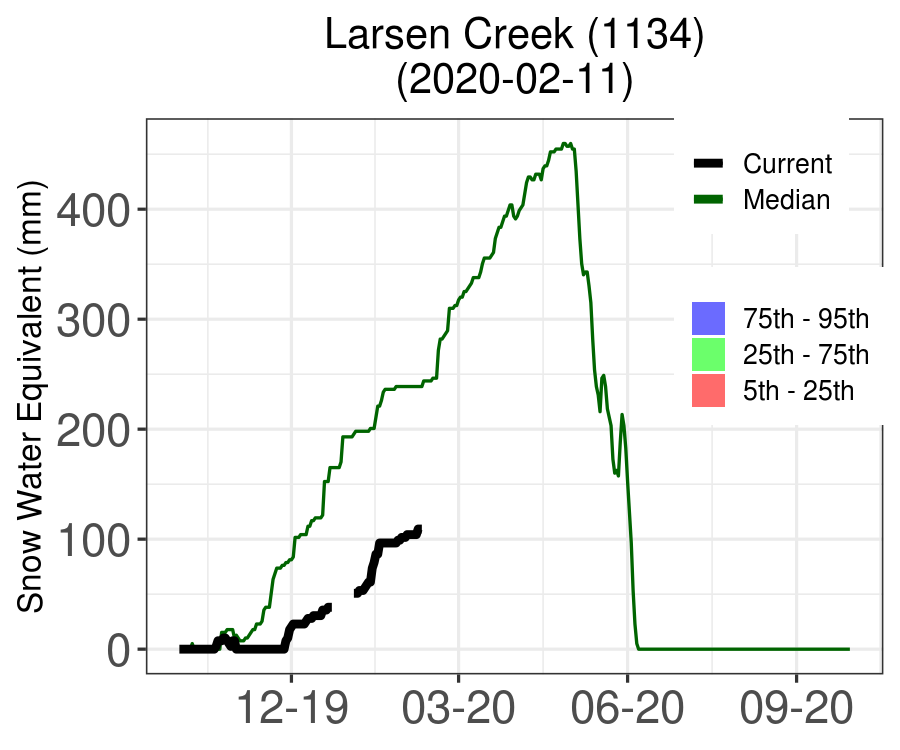 Larsen Creek (1134)
(2020-02-11)
Snow Water Equivalent (mm)
400
300
200
100
0
12-19
03-20
06-20
09-20
Current
Median
75th - 95th
25th - 75th
5th - 25th